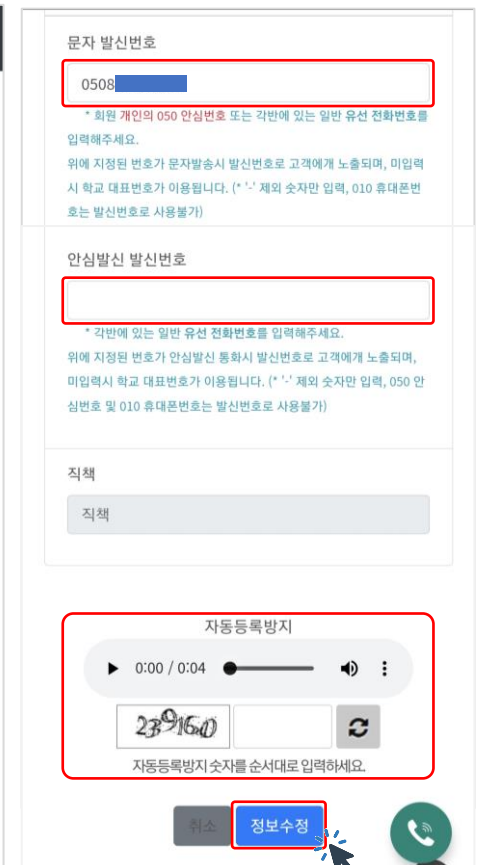 문자 발신번호
0508
* 회원 개인의 050 안심번호 또는 각반에 있는 일반 유선 전화번호를
입력해주세요.
위에 지정된 번호가 문자발송시 발신번호로 고객에개 노출되며, 미입력
시 학교 대표번호가 이용됩니다. (* '-' 제외 숫자만 입력, 010 휴대폰번
호는 발신번호로 사용불가)
안심발신 발신번호
* 각반에 있는 일반 유선 전화번호를 입력해주세요.
위에 지정된 번호가 안심발신 통화시 발신번호로 고객에개 노출되며,
미입력시 학교 대표번호가 이용됩니다. (* '-' 제외 숫자만 입력, 050 안
심번호 및 010 휴대폰번호는 발신번호로 사용불가)
직책
직책
자동등록방지
0:00 / 0:04
239160
자동등록방지 숫자를 순서대로 입력하세요.
취소 정보수정